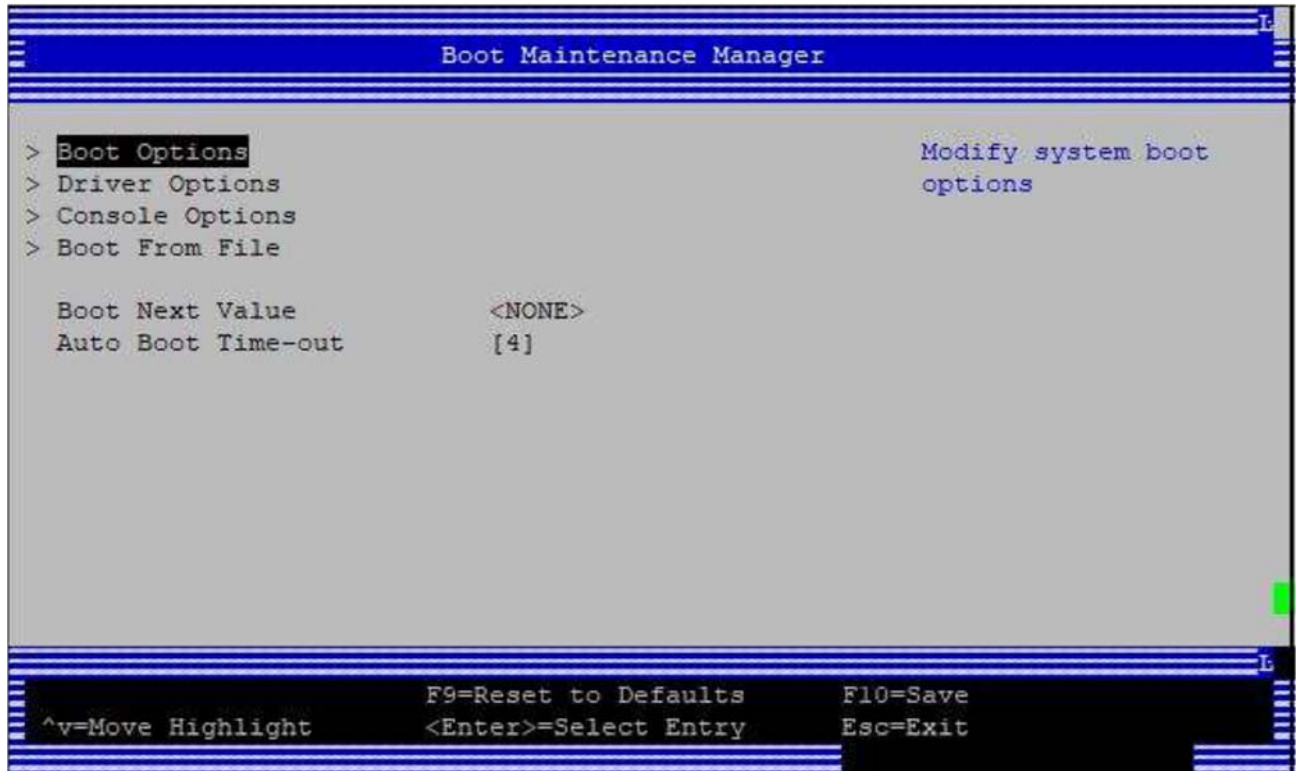 Boot Maintenance Manager
> Boot Options
Modify system boot
> Driver Options
options
> Console Options
> Boot From File
Boot Next Value <NONE>
Auto Boot Time-out [4]
F9=Reset to Defaults F10=Save
^v=Move Highlight <Enter>=Select Entry Esc=Exit